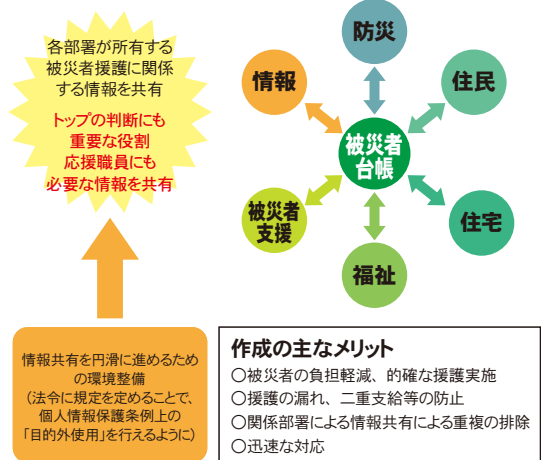 各部署が所有する
被災者援護に関係
する情報を共有
トップの判断にも
重要な役割
応援職員にも
必要な情報を共有
情報共有を円滑に進めるため
の環境整備
(法令に規定を定めることで、
個人情報保護条例上の
「目的外使用」を行えるように)
防災
情報
住民
被災者
台帳
被災者
支援
住宅
福祉
作成の主なメリット
○被災者の負担軽減、的確な援護実施
○援護の漏れ、二重支給等の防止
○関係部署による情報共有による重複の排除
○迅速な対応